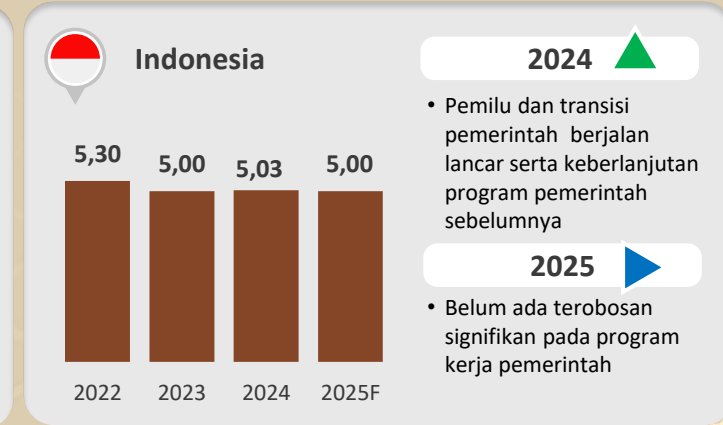 Indonesia
5,30 5,00 5,03 5,00
2022 2023 2024 2025F
2024
• Pemilu dan transisi
pemerintah berjalan
lancar serta keberlanjutan
program pemerintah
sebelumnya
2025
• Belum ada terobosan
signifikan pada program
kerja pemerintah